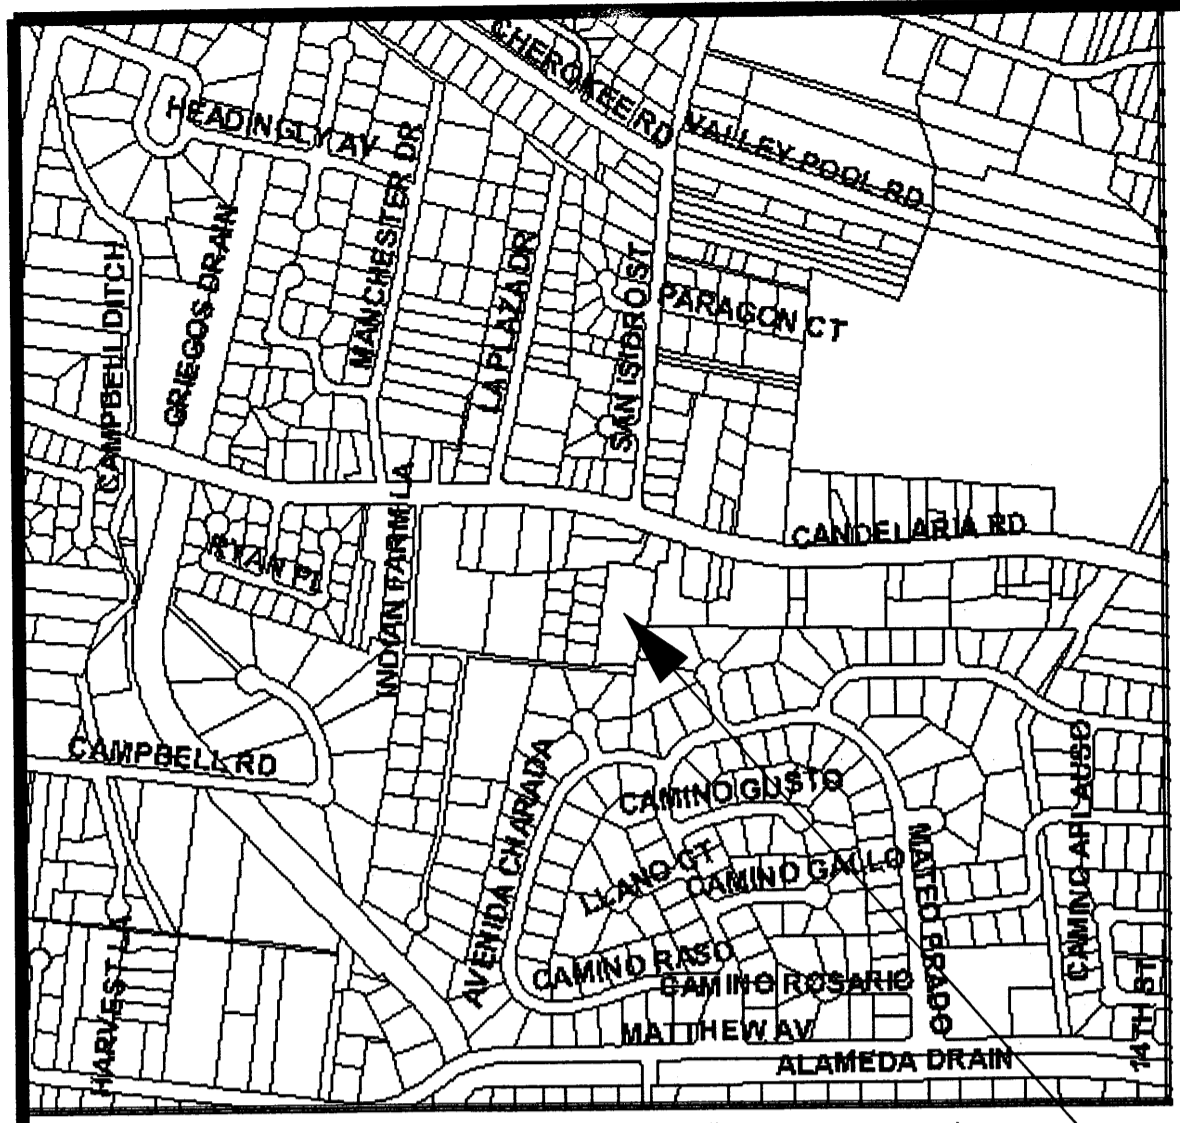 CHEROKEE RD
HEADINGLY AV
VALLEY POOL RD
MANCHESITER DR
CAMPBELL DITCH
GRIEGOS DRAIN
LA PLAZA DR
SAN ISIDRO ST
PARAGON CT
CANDELARIA RD
RYAN PL
INDIAN FARM LA
CAMPBELL RD
AVENIDA CHARADA
CAMINO GUSTO
LLANO CT
CAMINO GALLO
MATEO PRADO
CAMINO APLAUSO
CAMINO RASO
CAMINO ROSARIO
HARVEST LA
MATTHEW AV
ALAMEDA DRAIN
14TH ST